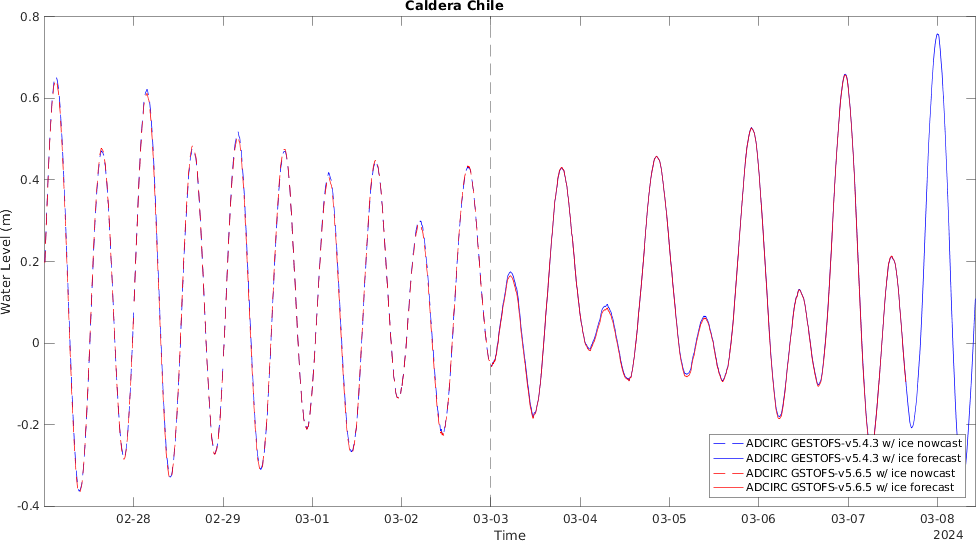 Caldera Chile
0.8
0.6
0.4
0.2
0
-0.2
-0.4
Water Level (m)
ADCIRC GESTOFS-v5.4.3 w/ ice nowcast
ADCIRC GESTOFS-v5.4.3 w/ ice forecast
ADCIRC GSTOFS-v5.6.5 w/ ice nowcast
ADCIRC GSTOFS-v5.6.5 w/ ice forecast
02-28 02-29 03-01 03-02 03-03 03-04 03-05 03-06 03-07 03-08
Time
2024